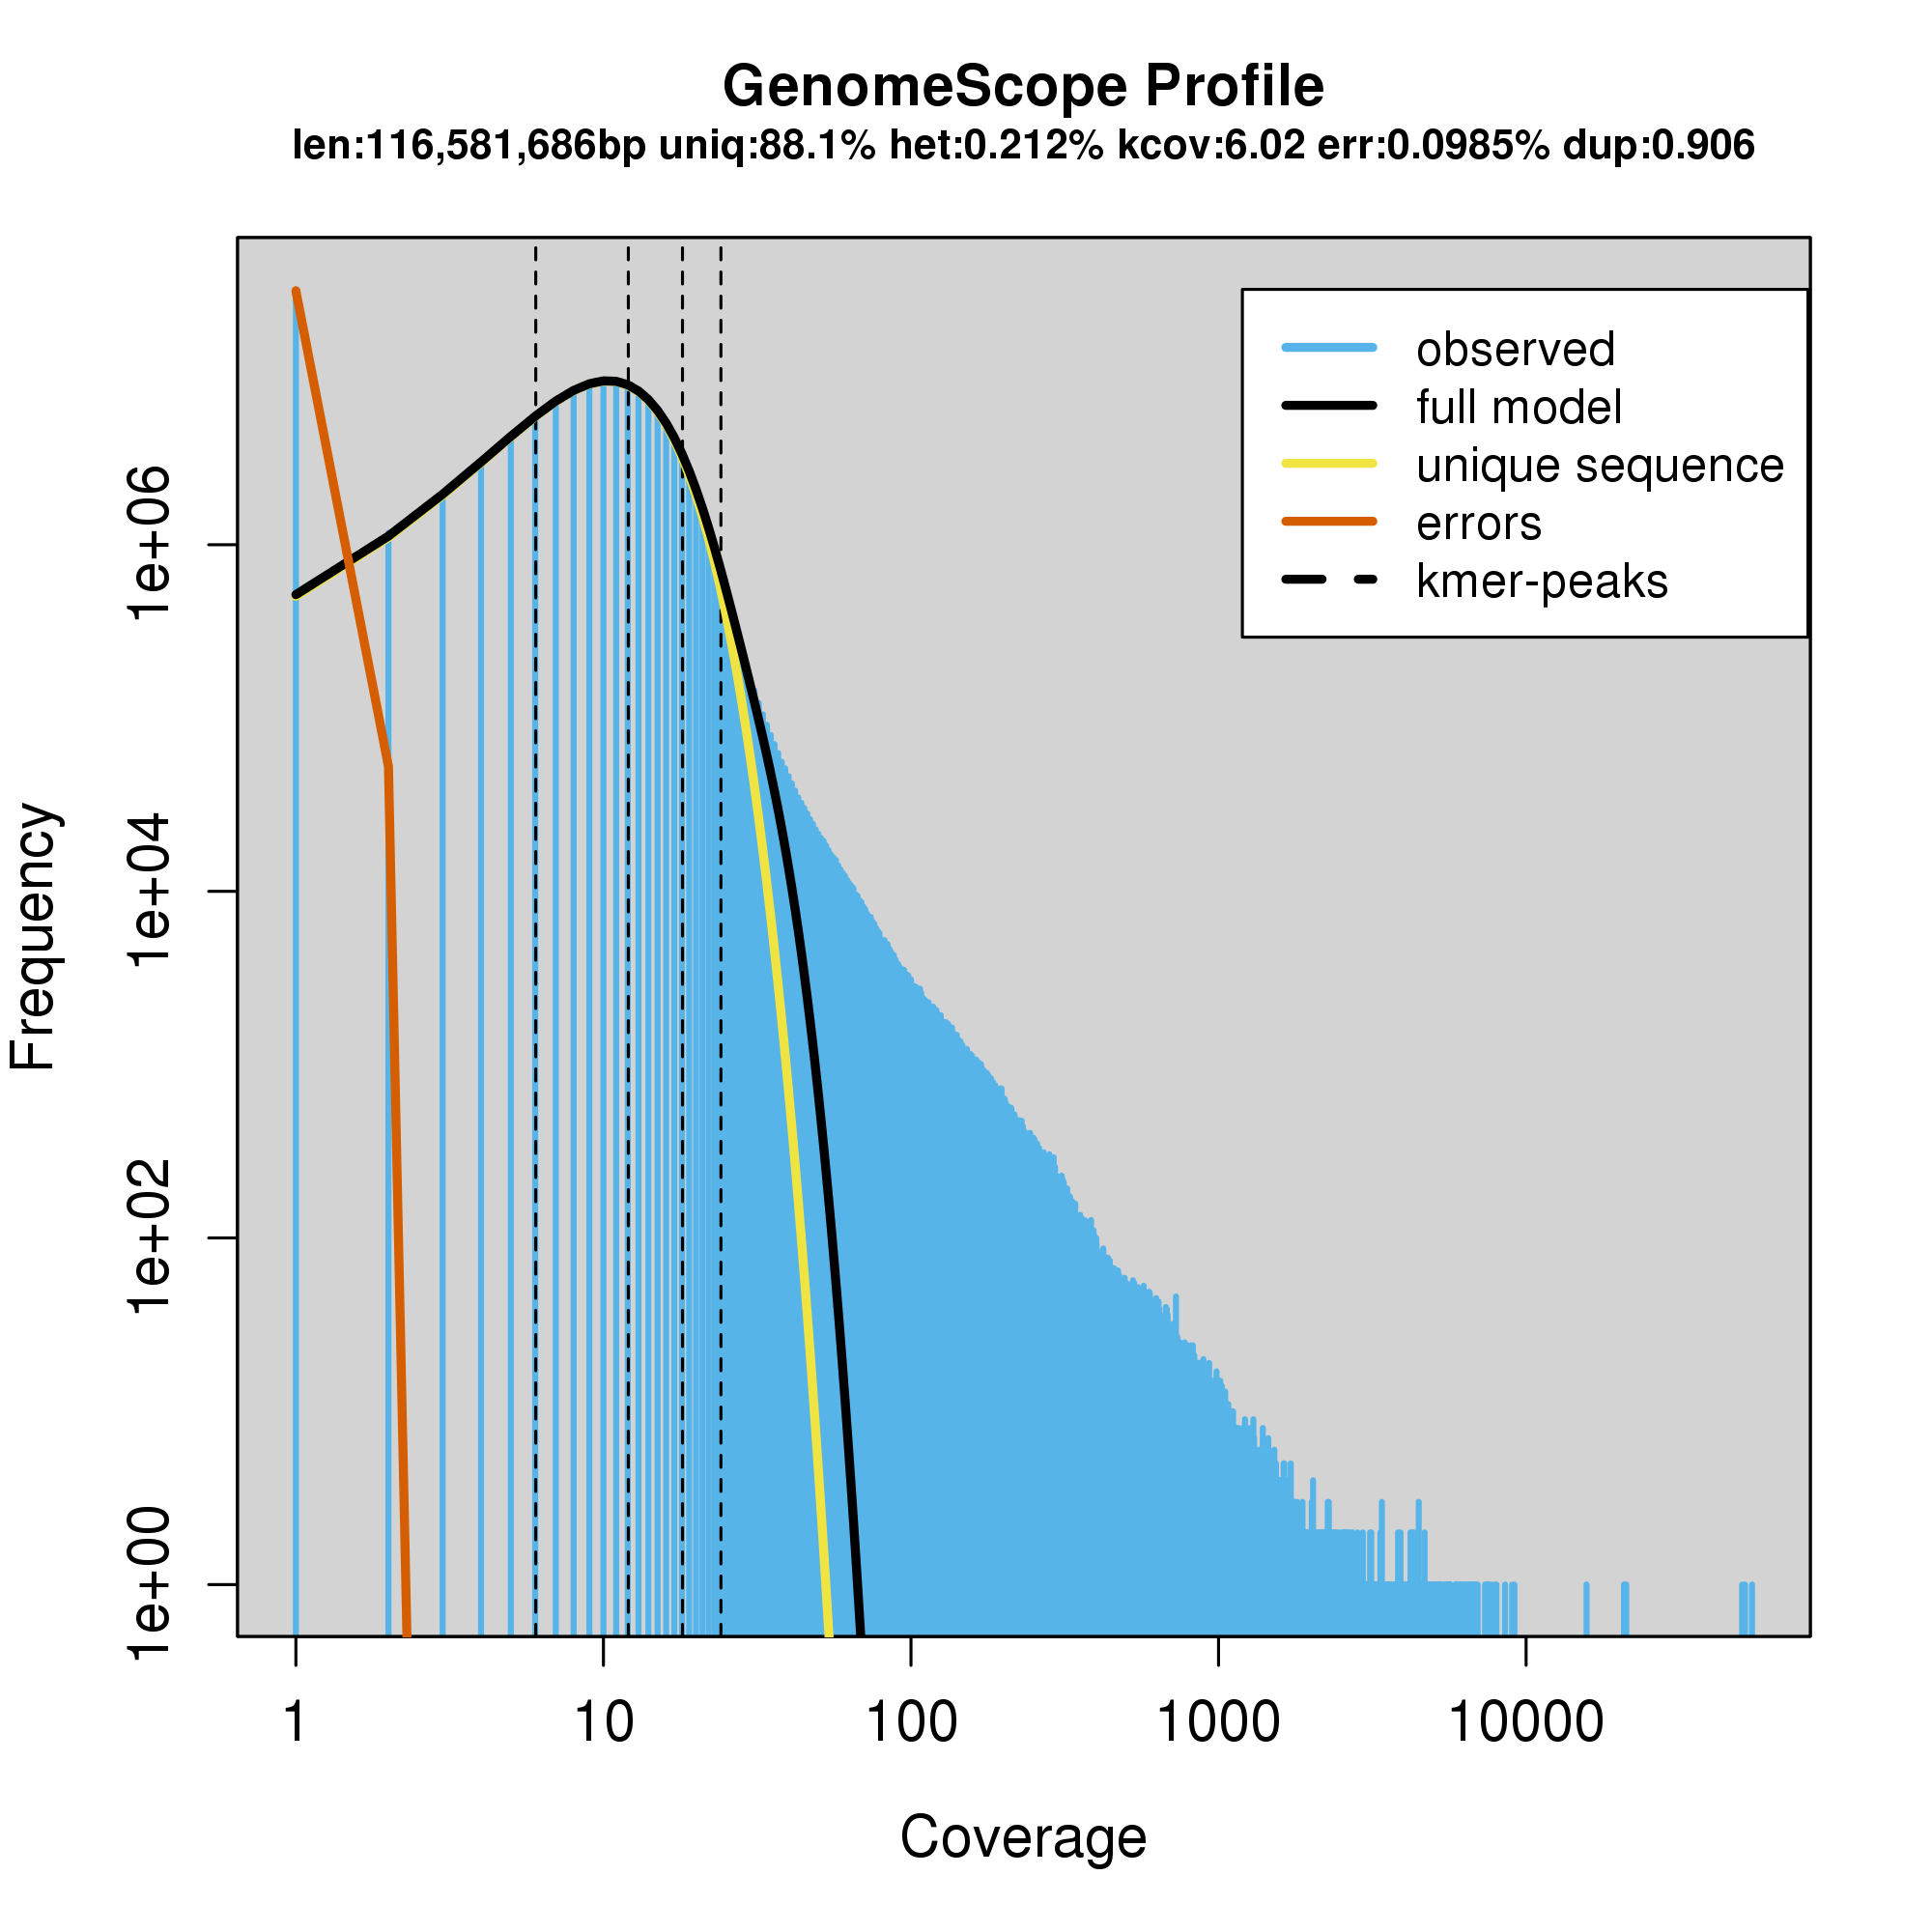 GenomeScope Profile
len:116,581,686bp uniq:88.1% het:0.212% kcov:6.02 err:0.0985% dup:0.906
observed
full model
unique sequence
errors
kmer-peaks
Frequency
1e+06
1e+04
1e+02
1e+00
1 10 100 1000 10000
Coverage